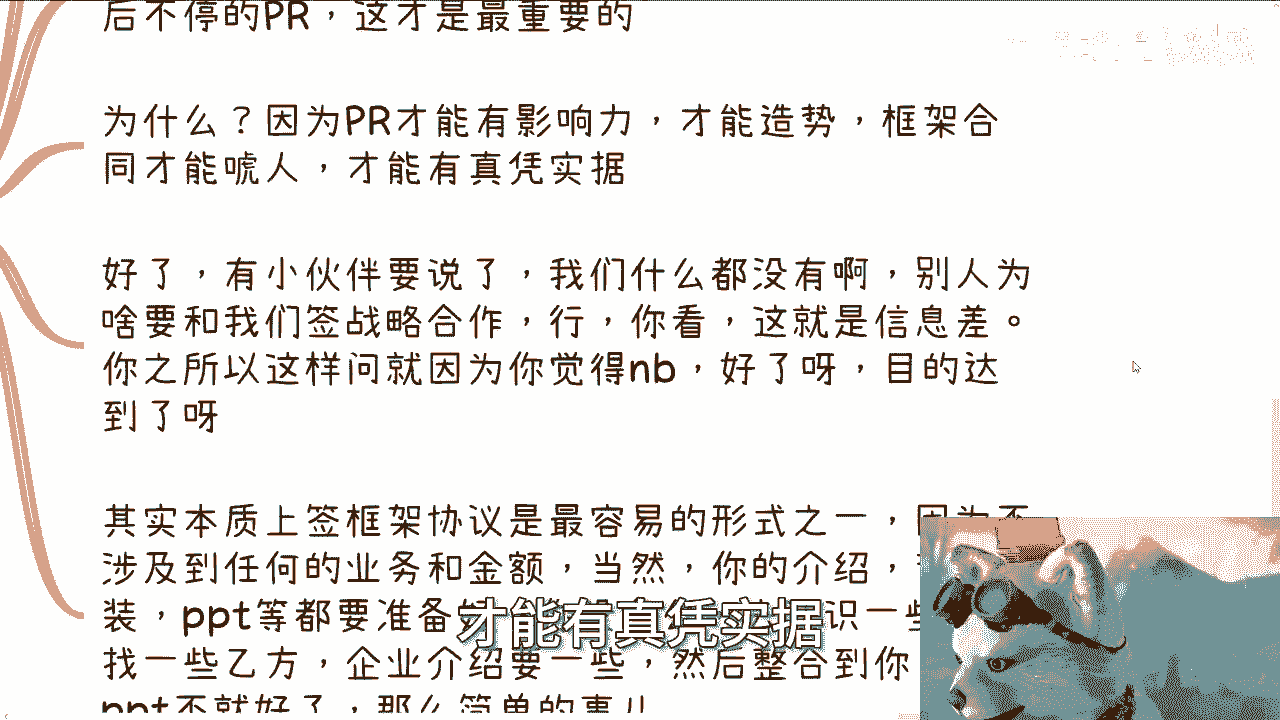 后不停的PR，这才是最重要的
为什么？因为PR才能有影响力，才能造势，框架合
同才能唬人，才能有真凭实据
好了，有小伙伴要说了，我们什么都没有啊，别人为
啥要和我们签战略合作，行，你看，这就是信息差。
你之所以这样问就因为你觉得nb，好了呀，目的达
到了呀
其实本质上签框架协议是最容易的形式之一，因为不
涉及到任何的业务和金额，当然，你的介绍，
装，ppt等都要准备 识一些
找一些乙方，企业介绍要一些，然后整合到你
ppt不就好了，那么简单的事儿
才能有真凭实据